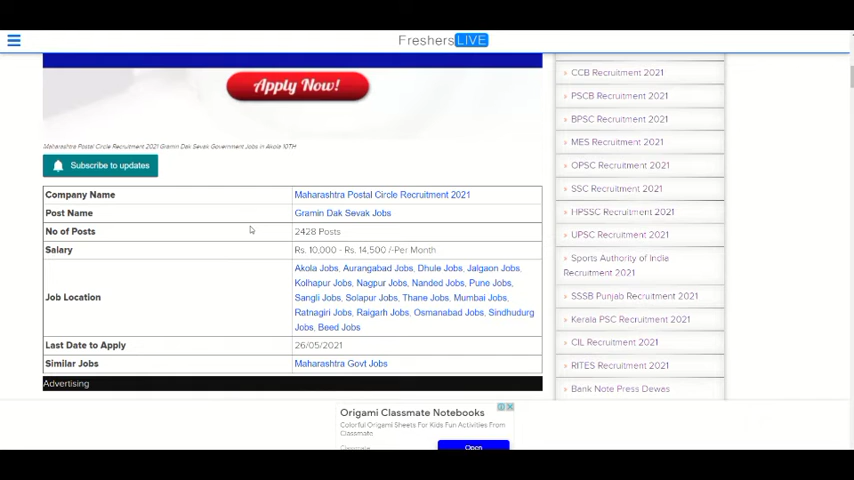 FreshersLIVE
Apply Now!
Maharashtra Postal Circle Recruitment 2021 Gramin Dak Sevak Government Jobs in Akola 10TH
Subscribe to updates
Company Name Maharashtra Postal Circle Recruitment 2021
Post Name Gramin Dak Sevak Jobs
No of Posts 2428 Posts
Salary Rs. 10,000 - Rs. 14,500 /-Per Month
Job Location Akola Jobs, Aurangabad Jobs, Dhule Jobs, Jalgaon Jobs,
Kolhapur Jobs, Nagpur Jobs, Nanded Jobs, Pune Jobs,
Sangli Jobs, Solapur Jobs, Thane Jobs, Mumbai Jobs,
Ratnagiri Jobs, Raigarh Jobs, Osmanabad Jobs, Sindhudurg
Jobs, Beed Jobs
Last Date to Apply 26/05/2021
Similar Jobs Maharashtra Govt Jobs
Advertising
» CCB Recruitment 2021
» PSCB Recruitment 2021
» BPSC Recruitment 2021
» MES Recruitment 2021
» OPSC Recruitment 2021
» SSC Recruitment 2021
» HPSSC Recruitment 2021
» UPSC Recruitment 2021
» Sports Authority of India
Recruitment 2021
» SSSB Punjab Recruitment 2021
» Kerala PSC Recruitment 2021
» CIL Recruitment 2021
» RITES Recruitment 2021
» Bank Note Press Dewas
Origami Classmate Notebooks
Colorful Origami Sheets For Kids Fun Activities From
Classmate
Classmate
Open